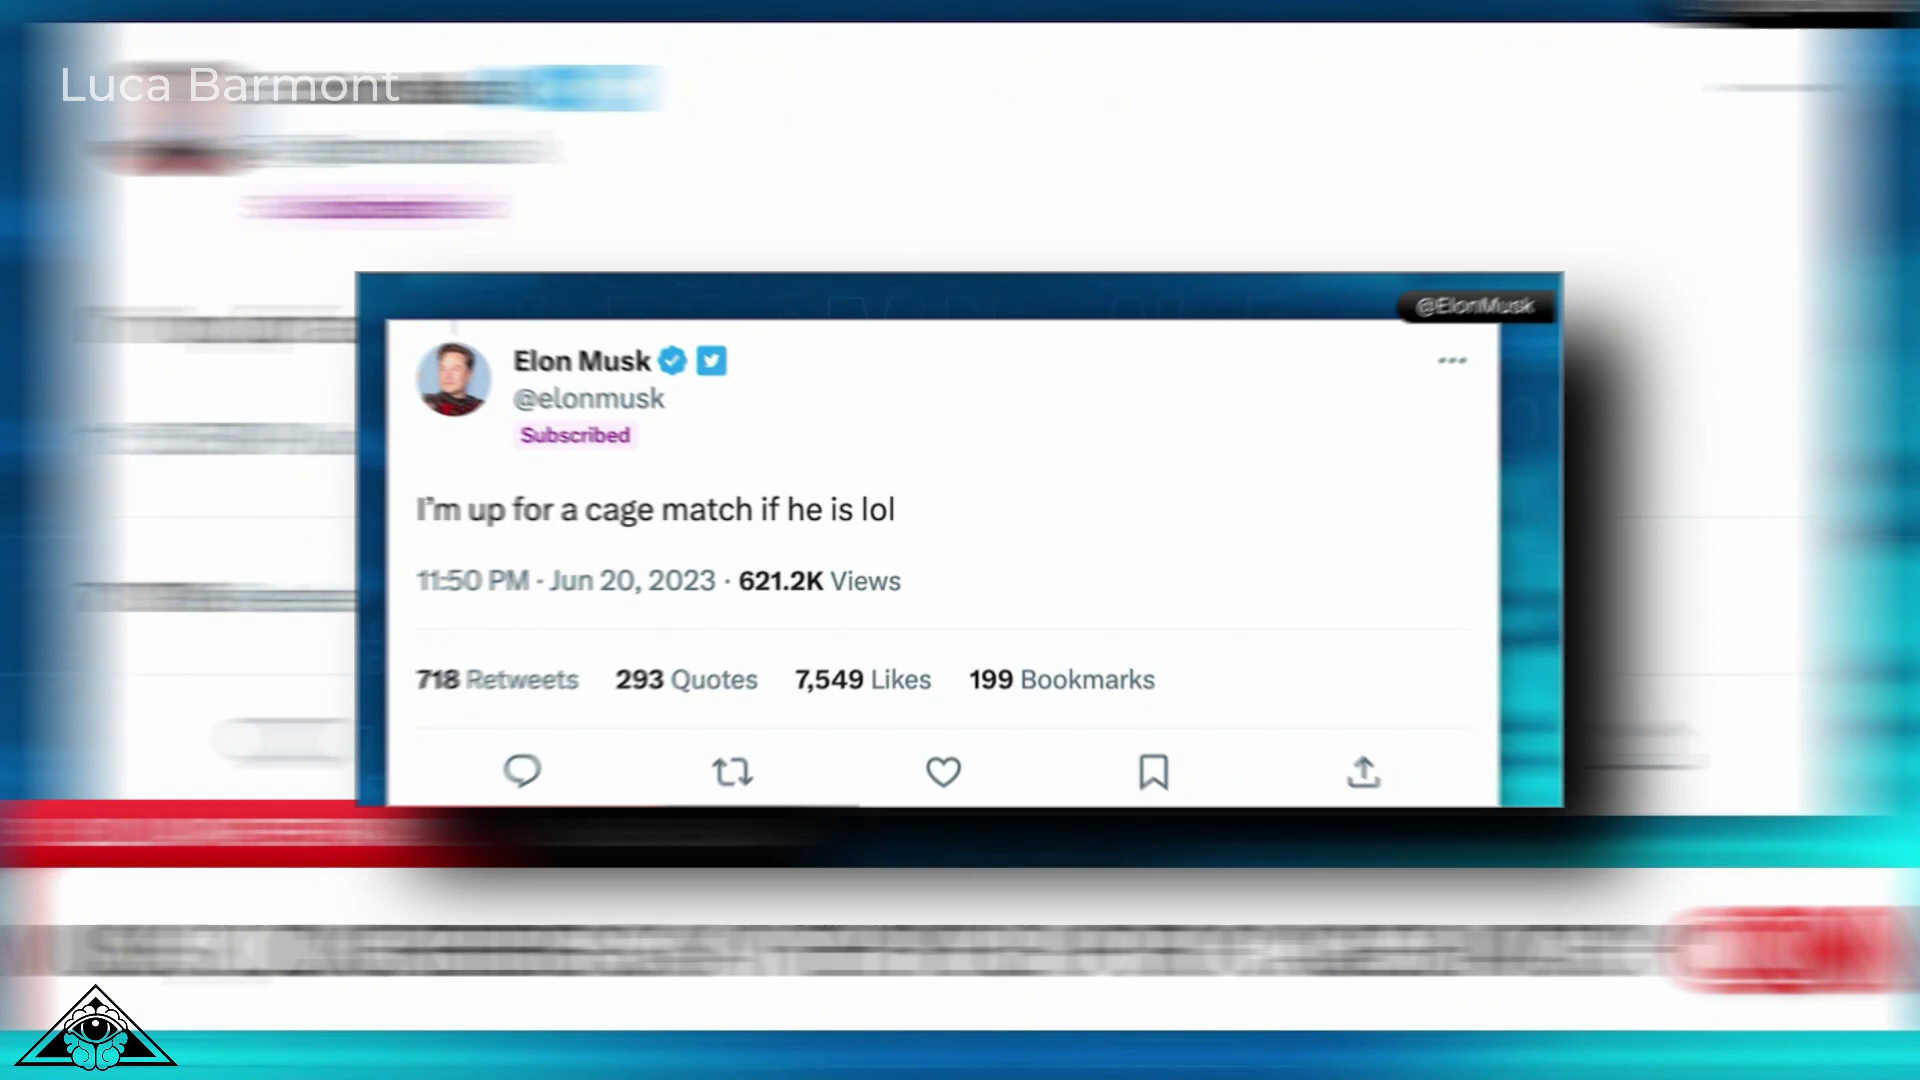 Luca Barmont
@ElonMusk
Elon Musk
@elonmusk
Subscribed
I'm up for a cage match if he is lol
11:50 PM · Jun 20, 2023 · 621.2K Views
718 Retweets 293 Quotes 7,549 Likes 199 Bookmarks